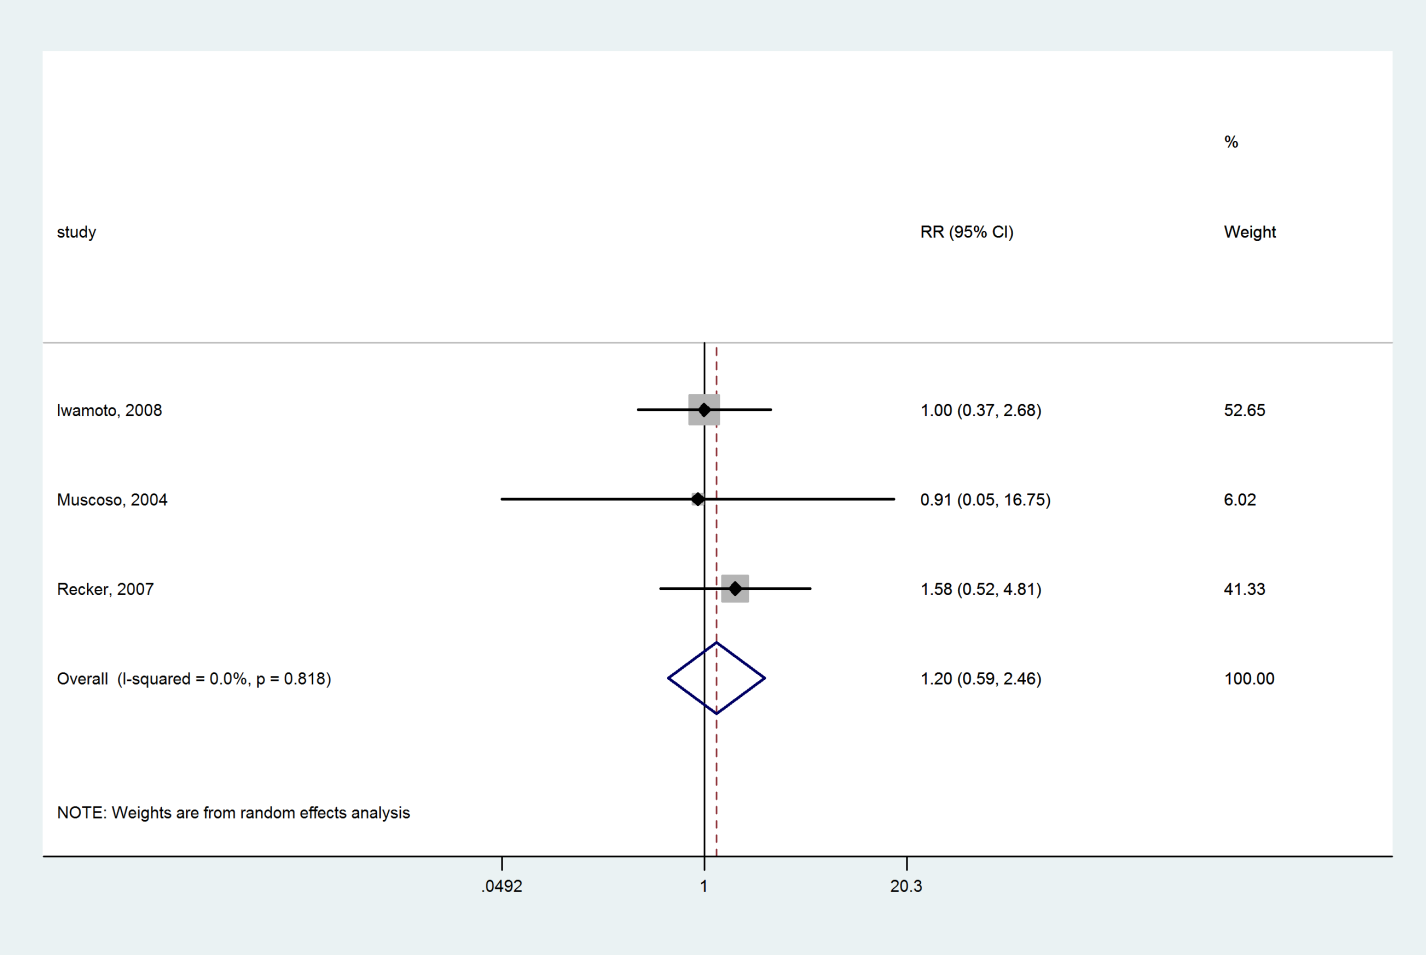 %
study RR (95% CI) Weight
Iwamoto, 2008 1.00 (0.37, 2.68) 52.65
Muscoso, 2004 0.91 (0.05, 16.75) 6.02
Recker, 2007 1.58 (0.52, 4.81) 41.33
Overall (I-squared = 0.0%, p = 0.818) 1.20 (0.59, 2.46) 100.00
NOTE: Weights are from random effects analysis
.0492 1 20.3